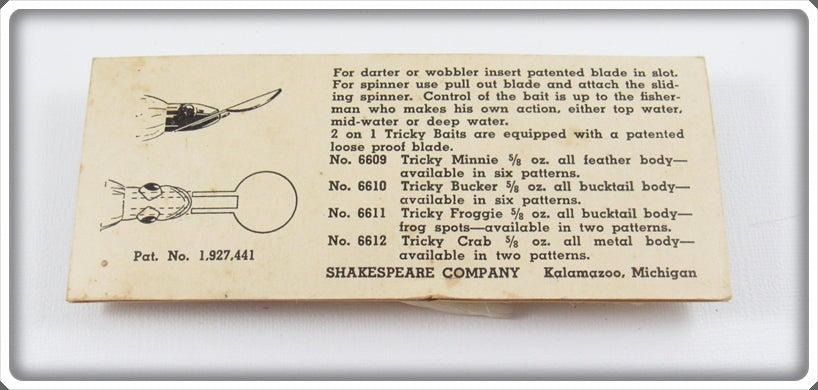 For darter or wobbler insert patented blade in slot.
For spinner use pull out blade and attach the slid-
ing spinner. Control of the bait is up to the fisher-
man who makes his own action, either top water,
mid-water or deep water.
2 on 1 Tricky Baits are equipped with a patented
loose proof blade.
No. 6609 Tricky Minnie ⅝ oz. all feather body—
available in six patterns.
No. 6610 Tricky Bucker ⅝ oz. all bucktail body—
available in six patterns.
No. 6611 Tricky Froggie ⅝ oz. all bucktail body—
frog spots—available in two patterns.
No. 6612 Tricky Crab ⅝ oz. all metal body—
available in two patterns.
SHAKESPEARE COMPANY Kalamazoo, Michigan
Pat. No. 1,927,441